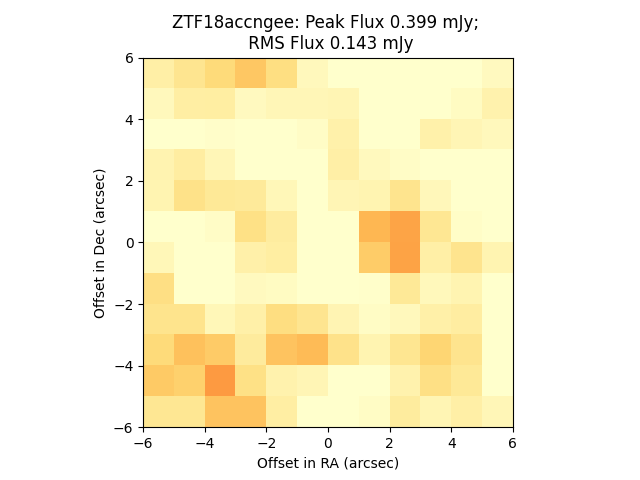 ZTF18accngee: Peak Flux 0.399 mJy;
RMS Flux 0.143 mJy
6
4
2
0
−2
−4
−6
Offset in Dec (arcsec)
−6 −4 −2 0 2 4 6
Offset in RA (arcsec)